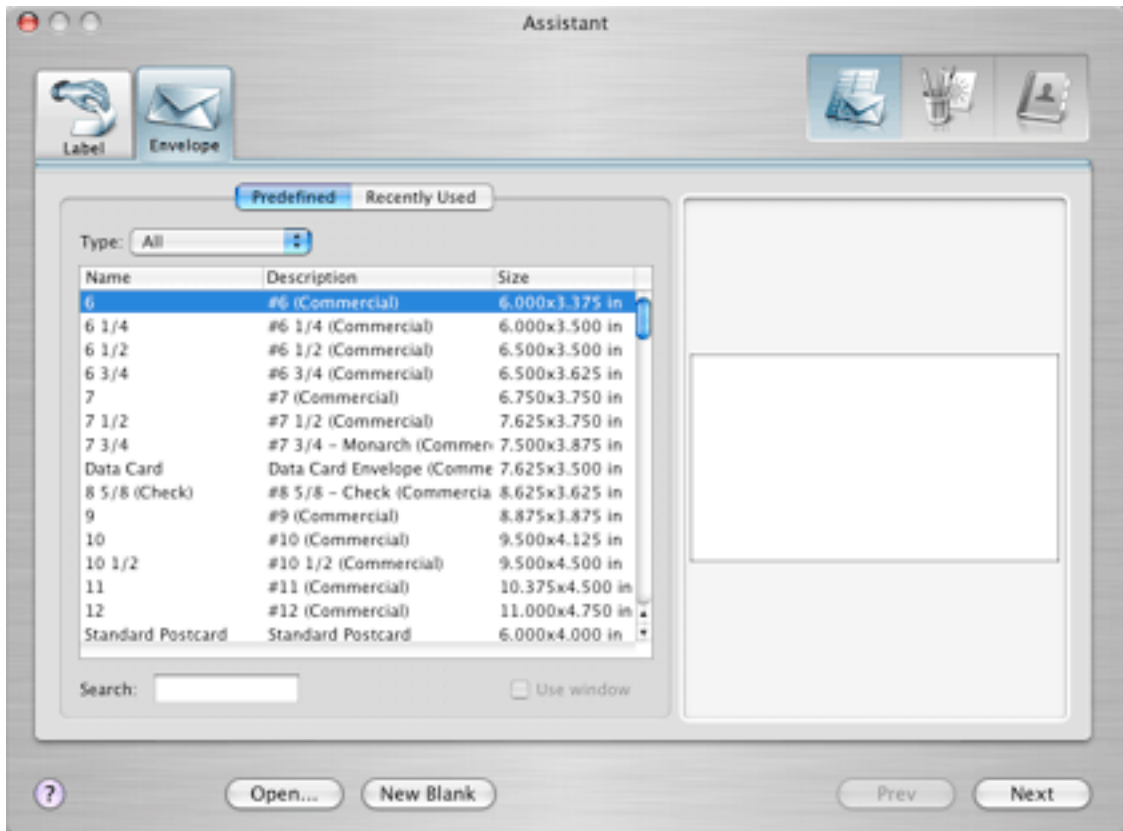 Assistant
Label
Envelope
Predefined Recently Used
Type: All
Name Description Size
6 #6 (Commercial) 6.000x3.375 in
6 1/4 #6 1/4 (Commercial) 6.000x3.500 in
6 1/2 #6 1/2 (Commercial) 6.500x3.500 in
6 3/4 #6 3/4 (Commercial) 6.500x3.625 in
7 #7 (Commercial) 6.750x3.750 in
7 1/2 #7 1/2 (Commercial) 7.625x3.750 in
7 3/4 #7 3/4 – Monarch (Commer 7.500x3.875 in
Data Card Data Card Envelope (Comme 7.625x3.500 in
8 5/8 (Check) #8 5/8 – Check (Commercia 8.625x3.625 in
9 #9 (Commercial) 8.875x3.875 in
10 #10 (Commercial) 9.500x4.125 in
10 1/2 #10 1/2 (Commercial) 9.500x4.500 in
11 #11 (Commercial) 10.375x4.500 in
12 #12 (Commercial) 11.000x4.750 in
Standard Postcard Standard Postcard 6.000x4.000 in
Search: Use window
? Open... New Blank Prev Next